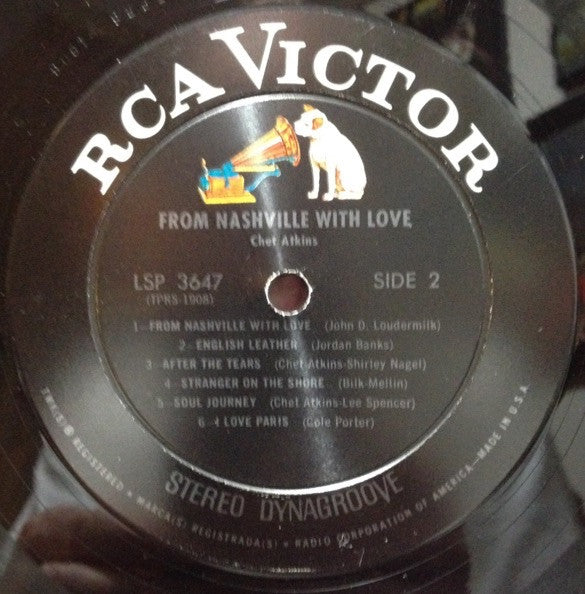 RCA VICTOR
FROM NASHVILLE WITH LOVE
Chet Atkins
LSP 3647
SIDE 2
(TPRS-1908)
1—FROM NASHVILLE WITH LOVE (John D. Loudermilk)
2—ENGLISH LEATHER (Jordan Banks)
3—AFTER THE TEARS (Chet Atkins-Shirley Nagel)
4—STRANGER ON THE SHORE (Bilk-Mellin)
5—SOUL JOURNEY (Chet Atkins-Lee Spencer)
6—I LOVE PARIS (Cole Porter)
STEREO DYNAGROOVE
TMK(S) ® REGISTERED • MARCA(S) REGISTRADA(S) • RADIO CORPORATION OF AMERICA—MADE IN U.S.A.